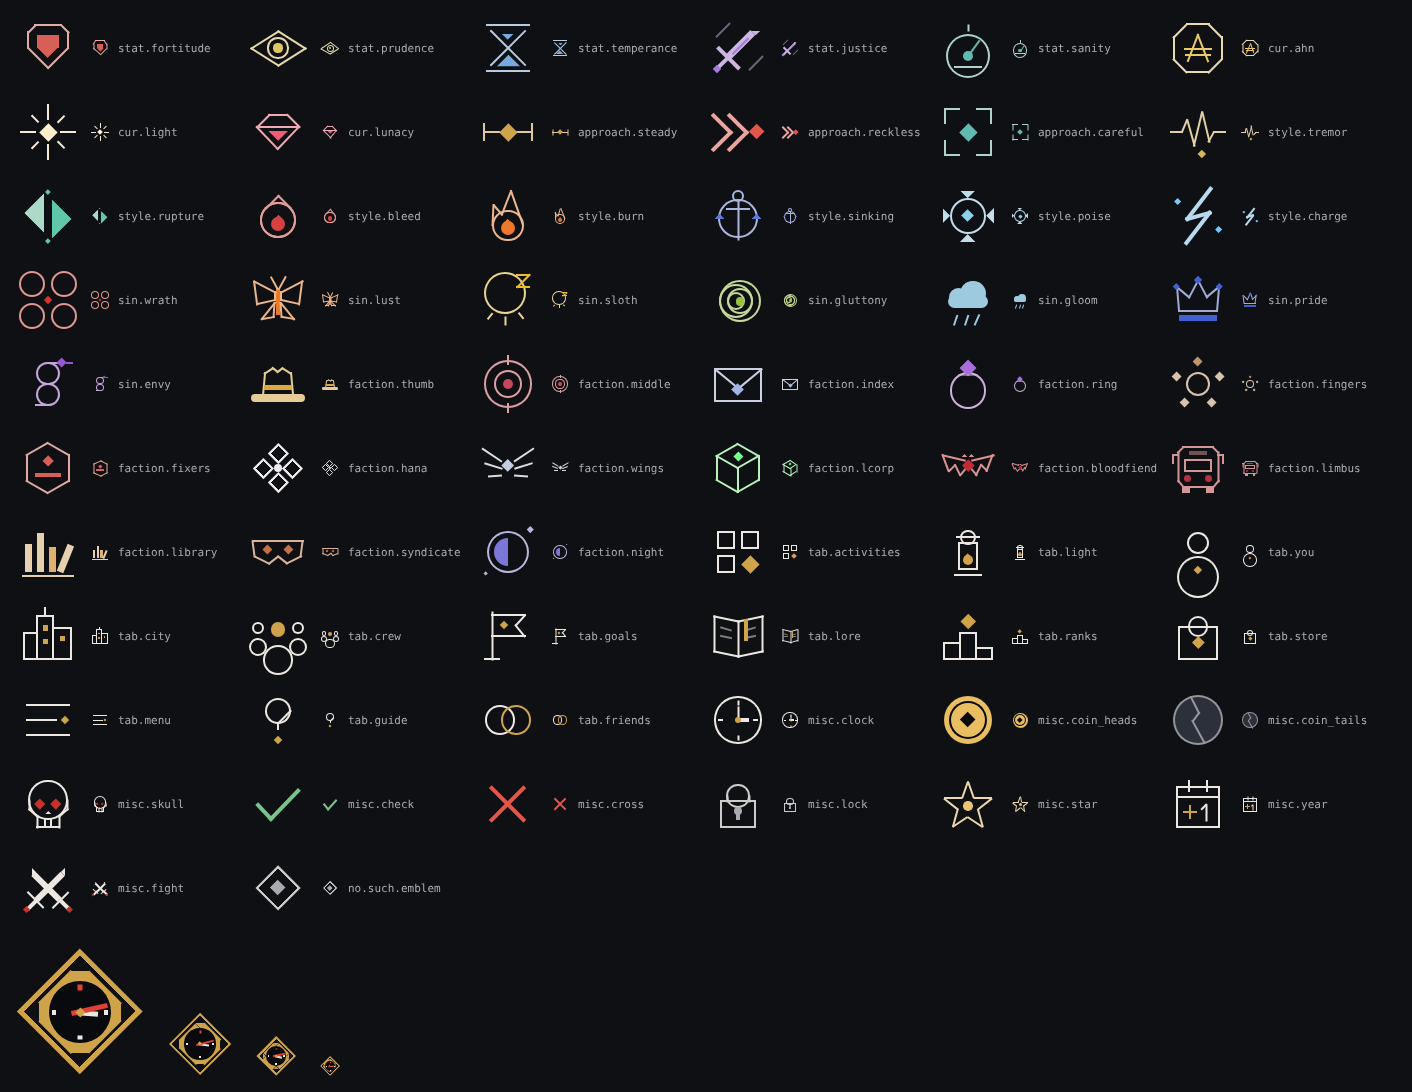 stat.fortitude stat.prudence stat.temperance stat.justice stat.sanity cur.ahn
cur.light cur.lunacy approach.steady approach.reckless approach.careful style.tremor
style.rupture style.bleed style.burn style.sinking style.poise style.charge
sin.wrath sin.lust sin.sloth sin.gluttony sin.gloom sin.pride
sin.envy faction.thumb faction.middle faction.index faction.ring faction.fingers
faction.fixers faction.hana faction.wings faction.lcorp faction.bloodfiend faction.limbus
faction.library faction.syndicate faction.night tab.activities tab.light tab.you
tab.city tab.crew tab.goals tab.lore tab.ranks tab.store
tab.menu tab.guide tab.friends misc.clock misc.coin_heads misc.coin_tails
misc.skull misc.check misc.cross misc.lock misc.star +1 misc.year
misc.fight no.such.emblem